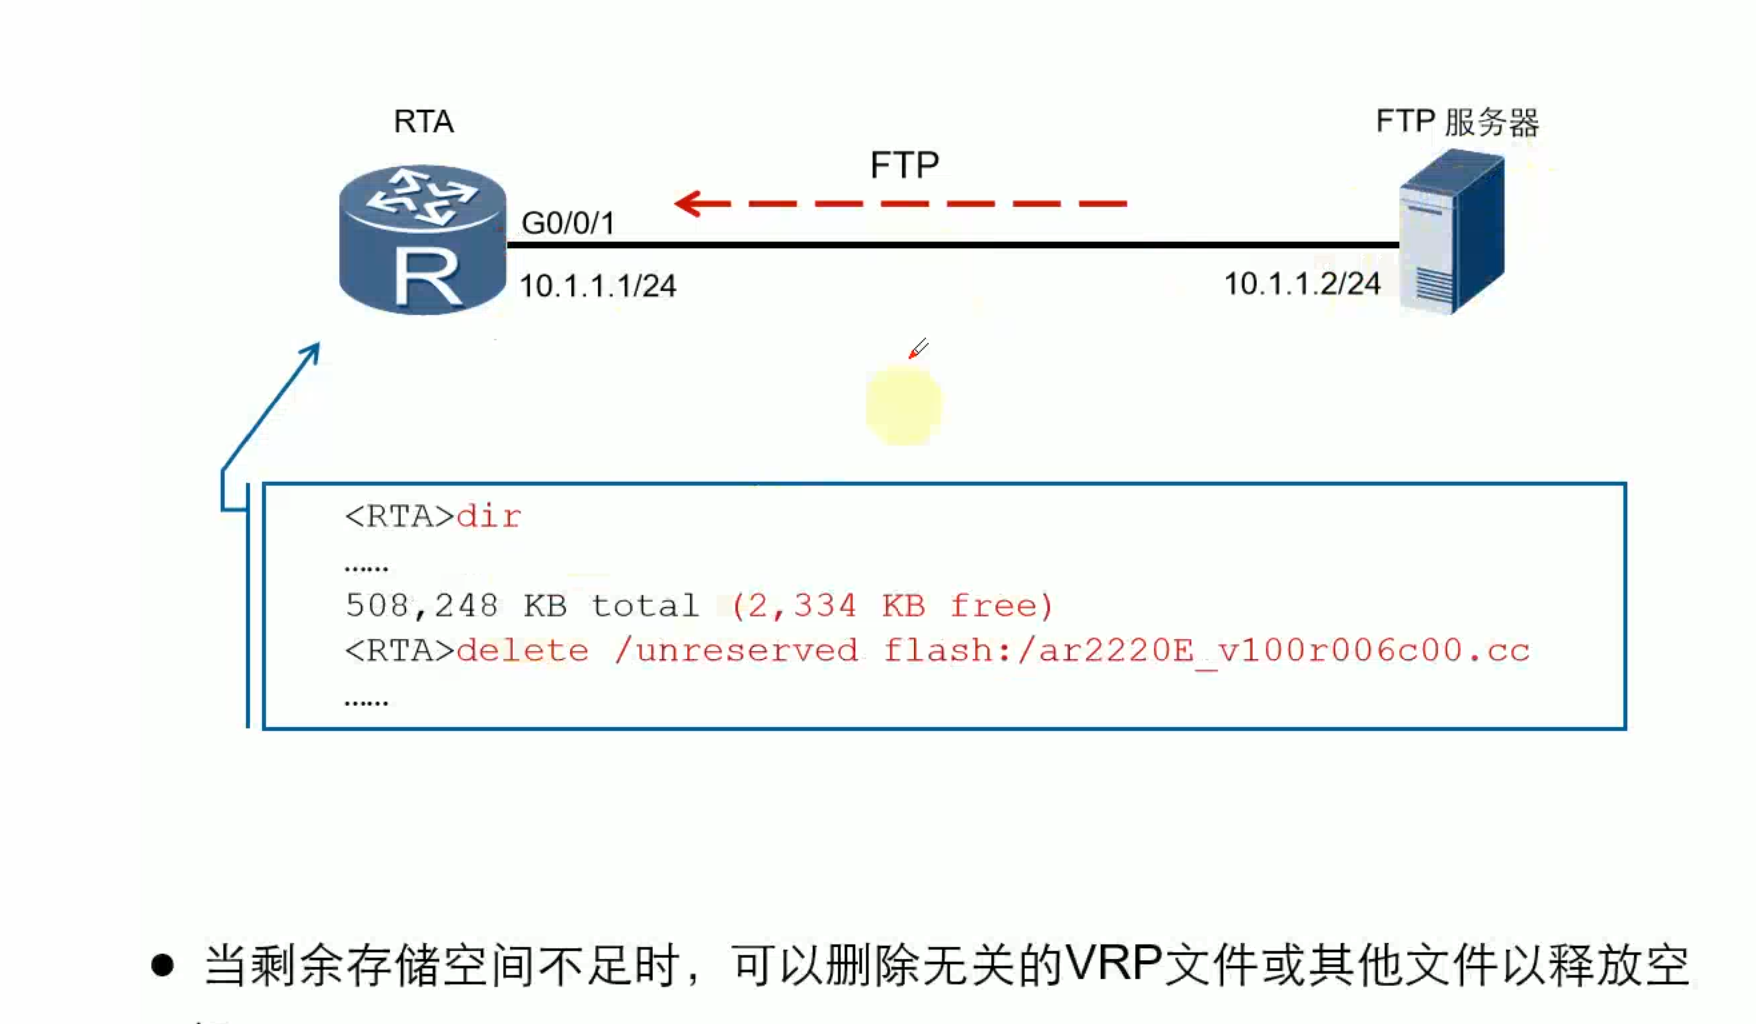 RTA
FTP 服务器
FTP
G0/0/1
10.1.1.1/24
10.1.1.2/24
R
<RTA>dir
……
508,248 KB total (2,334 KB free)
<RTA>delete /unreserved flash:/ar2220E_v100r006c00.cc
……
● 当剩余存储空间不足时，可以删除无关的VRP文件或其他文件以释放空